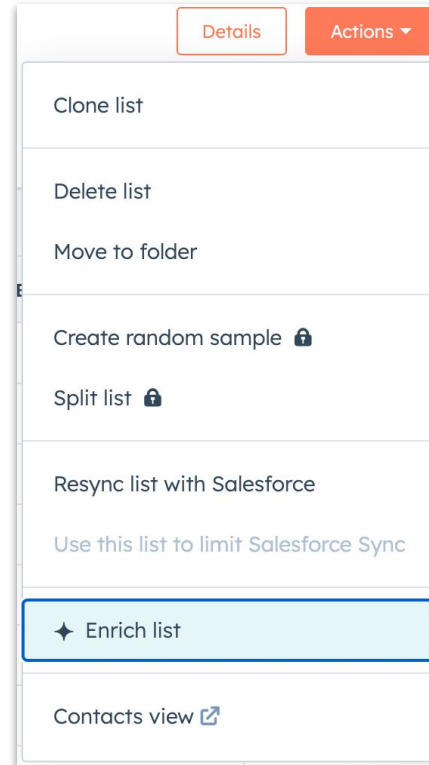 Details
Actions
Clone list
Delete list
Move to folder
Create random sample
Split list
Resync list with Salesforce
Use this list to limit Salesforce Sync
Enrich list
Contacts view